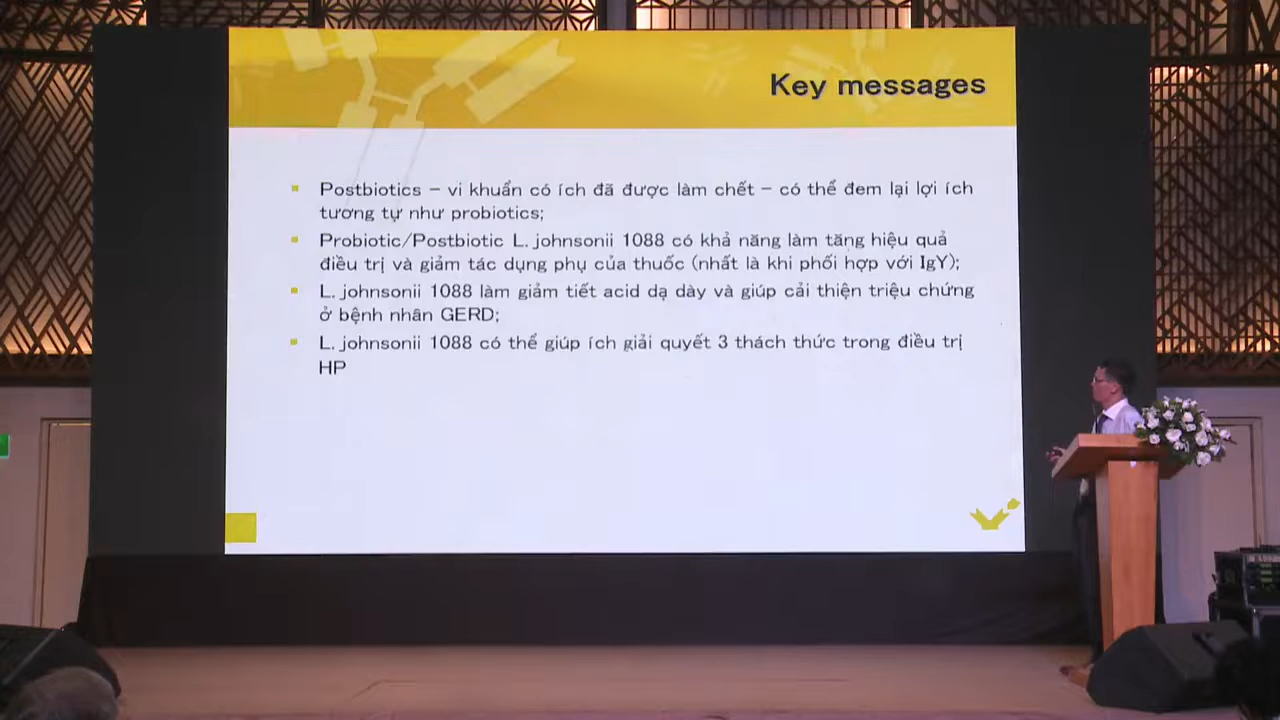 Key messages
Postbiotics – vi khuẩn có ích đã được làm chết – có thể đem lại lợi ích
tương tự như probiotics;
Probiotic/Postbiotic L. johnsonii 1088 có khả năng làm tăng hiệu quả
điều trị và giảm tác dụng phụ của thuốc (nhất là khi phối hợp với IgY);
L. johnsonii 1088 làm giảm tiết acid dạ dày và giúp cải thiện triệu chứng
ở bệnh nhân GERD;
L. johnsonii 1088 có thể giúp ích giải quyết 3 thách thức trong điều trị
HP